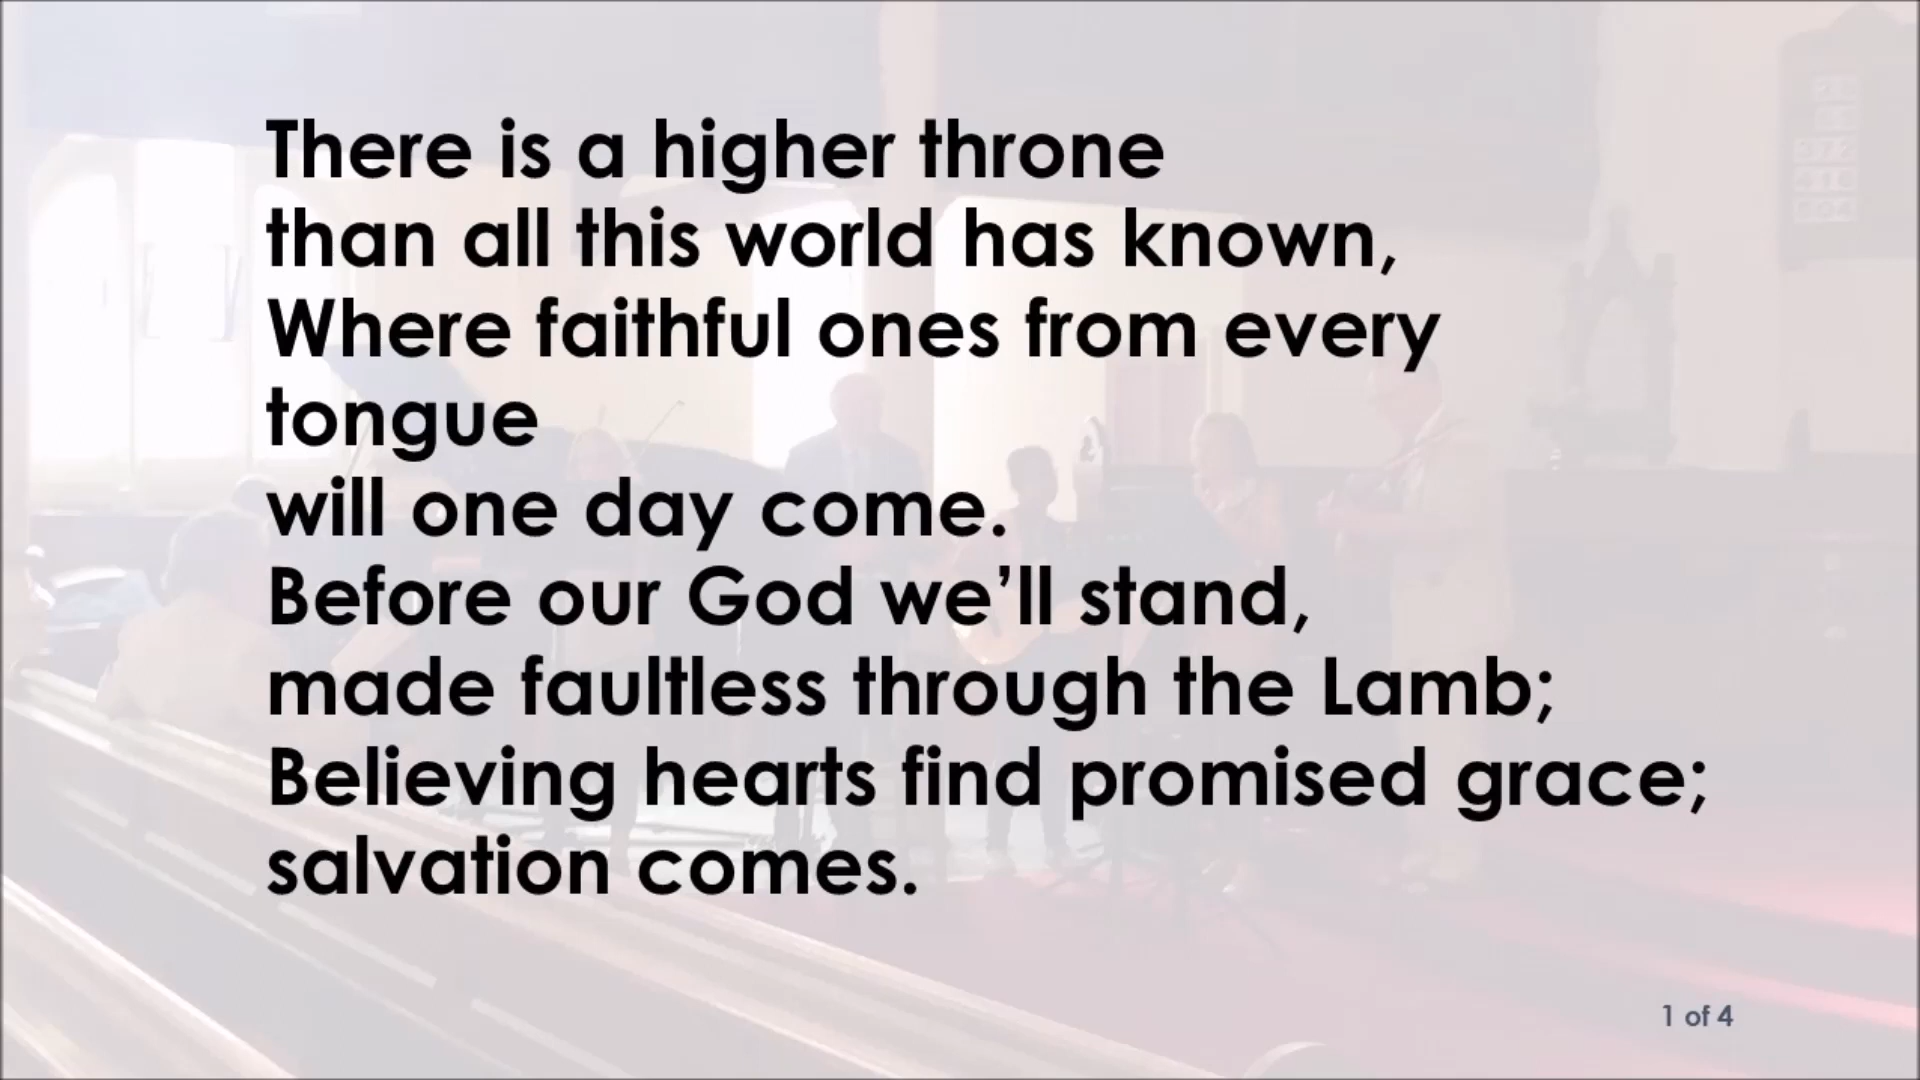 There is a higher throne
than all this world has known,
Where faithful ones from every
tongue
will one day come.
Before our God we’ll stand,
made faultless through the Lamb;
Believing hearts find promised grace;
salvation comes.
1 of 4